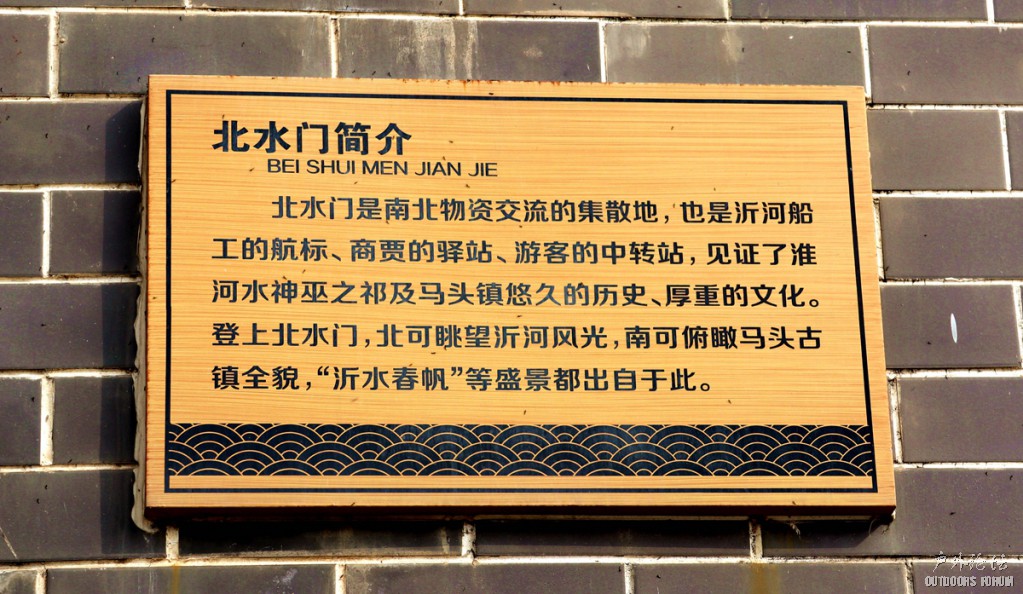 北水门简介
BEI SHUI MEN JIAN JIE
北水门是南北物资交流的集散地，也是沂河船
工的航标、商贾的驿站、游客的中转站，见证了淮
河水神巫之祁及马头镇悠久的历史、厚重的文化。
登上北水门，北可眺望沂河风光，南可俯瞰马头古
镇全貌，“沂水春帆”等盛景都出自于此。
户外论坛
OUTDOORS FORUM